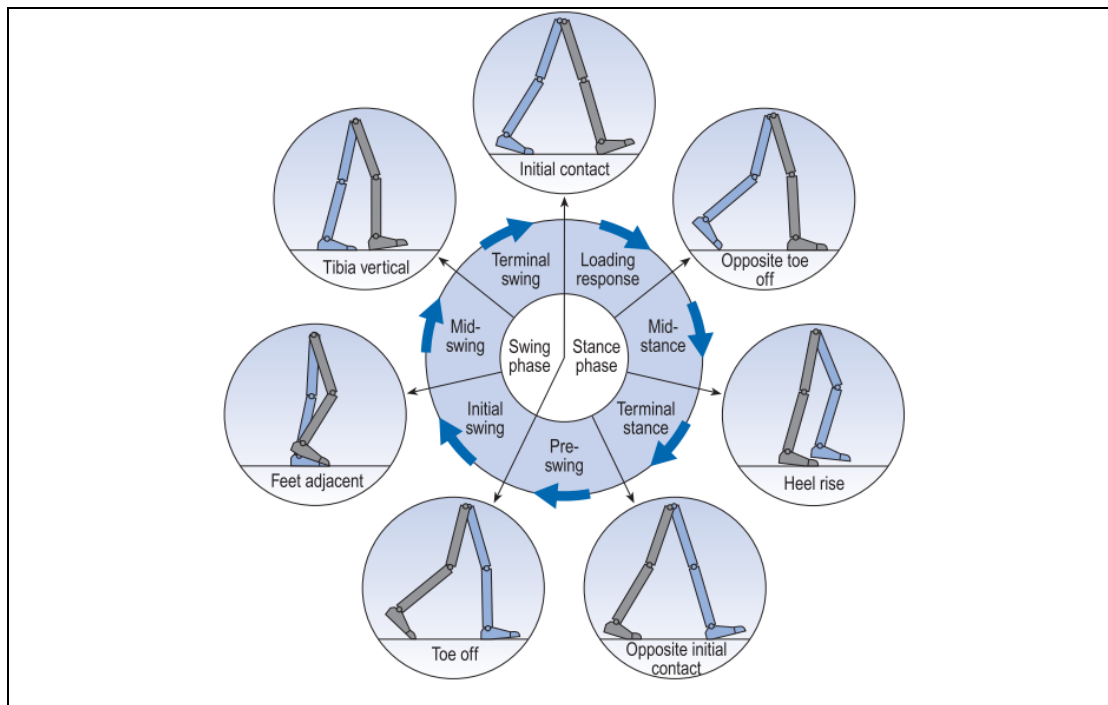 Initial contact
Opposite toe
off
Heel rise
Opposite initial
contact
Toe off
Feet adjacent
Tibia vertical
Terminal
swing
Loading
response
Mid-
swing
Mid-
stance
Swing
phase
Stance
phase
Initial
swing
Terminal
stance
Pre-
swing